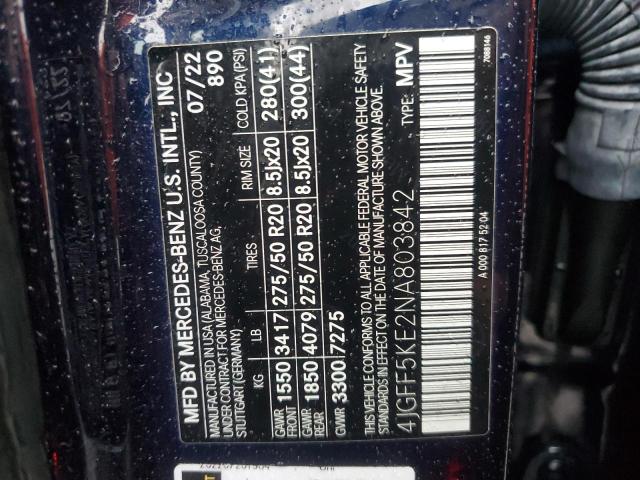 MFD BY MERCEDES-BENZ U.S. INTL., INC
MANUFACTURED IN USA (ALABAMA, TUSCALOOSA COUNTY)
UNDER CONTRACT FOR MERCEDES-BENZ AG,
STUTTGART (GERMANY)
07/22
890
KG LB TIRES RIM SIZE COLD KPA (PSI)
GAWR FRONT 1550 3417 275/50 R20 8.5Jx20 280(41)
GAWR REAR 1850 4079 275/50 R20 8.5Jx20 300(44)
GVWR 3300 7275
THIS VEHICLE CONFORMS TO ALL APPLICABLE FEDERAL MOTOR VEHICLE SAFETY
STANDARDS IN EFFECT ON THE DATE OF MANUFACTURE SHOWN ABOVE.
4JGFF5KE2NA803842 TYPE: MPV
A 000 817 52 04
7088146